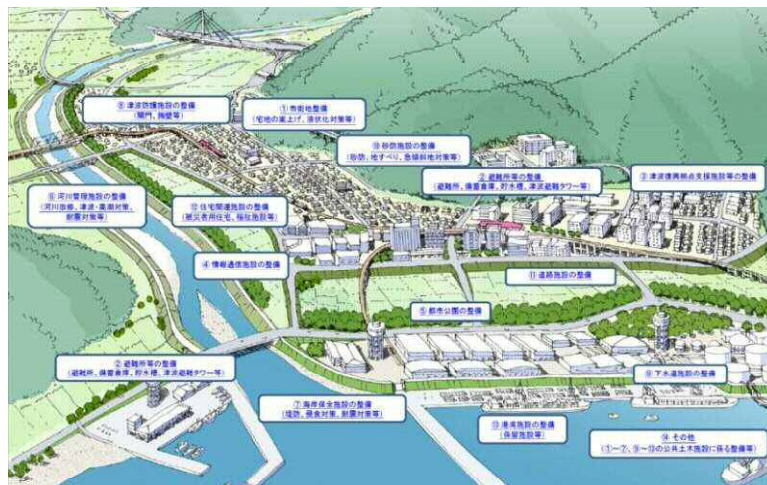 ⑧ 津波防護施設の整備
(閘門、胸壁等)
① 市街地整備
(宅地の嵩上げ、液状化対策等)
⑩ 砂防施設の整備
(砂防、地すべり、急傾斜地対策等)
② 避難所等の整備
(避難所、備蓄倉庫、貯水槽、津波避難タワー等)
③ 津波復興拠点支援施設等の整備
⑥ 河川管理施設の整備
(河川改修、津波・高潮対策、
耐震対策等)
⑫ 住宅関連施設の整備
(被災者用住宅、福祉施設等)
④ 情報通信施設の整備
⑪ 道路施設の整備
⑤ 都市公園の整備
② 避難所等の整備
(避難所、備蓄倉庫、貯水槽、津波避難タワー等)
⑨ 下水道施設の整備
⑦ 海岸保全施設の整備
(堤防、侵食対策、耐震対策等)
⑬ 港湾施設の整備
(係留施設等)
⑭ その他
(①~⑦、⑨~⑬の公共土木施設に係る整備等)